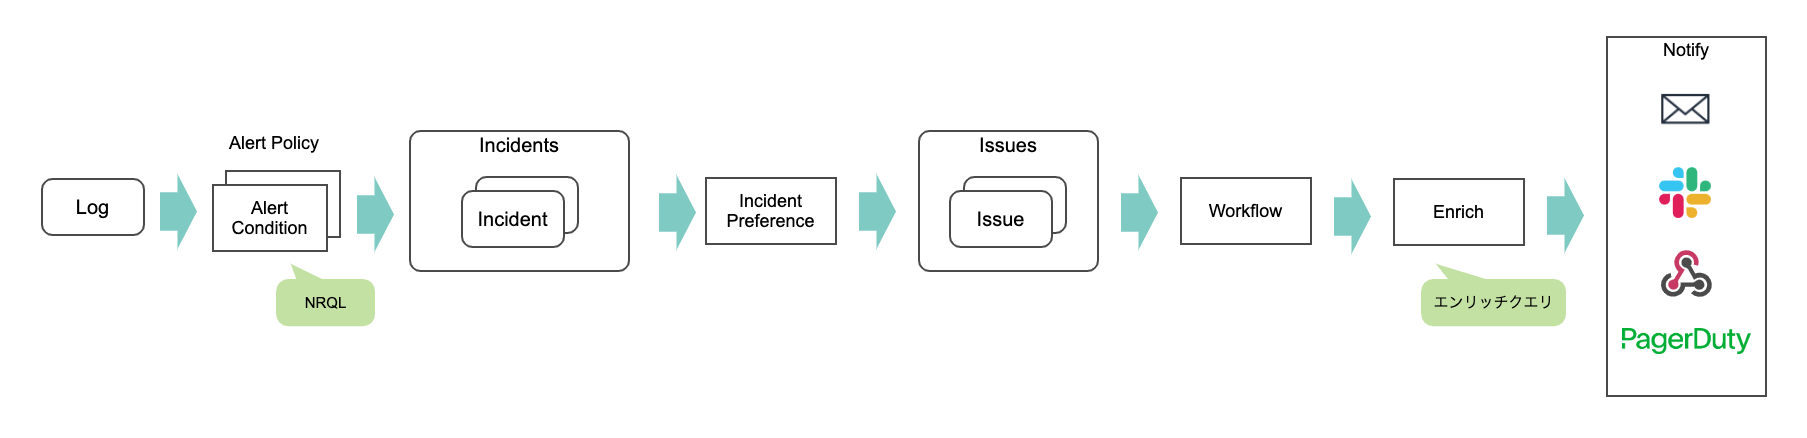 Log
Alert Policy
Alert
Condition
NRQL
Incidents
Incident
Incident
Preference
Issues
Issue
Workflow
Enrich
エンリッチクエリ
Notify
PagerDuty